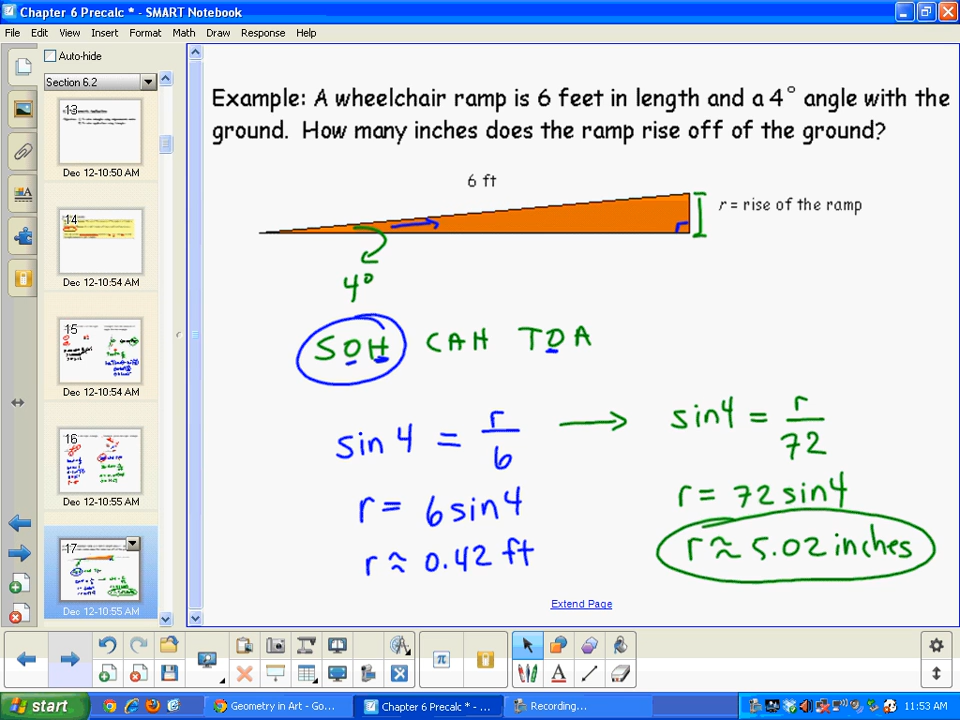 Chapter 6 Precalc * - SMART Notebook
File Edit View Insert Format Math Draw Response Help
Auto-hide
Section 6.2
13
Dec 12-10:50 AM
14
Dec 12-10:54 AM
15
Dec 12-10:54 AM
16
Dec 12-10:55 AM
17
Dec 12-10:55 AM
Example: A wheelchair ramp is 6 feet in length and a 4° angle with the
ground. How many inches does the ramp rise off of the ground?
6 ft
r = rise of the ramp
4°
SOH CAH TOA
sin 4 = r/6 → sin4 = r/72
r = 6 sin 4
r ≈ 0.42 ft
r = 72 sin4
r ≈ 5.02 inches
Extend Page
π
start
Geometry in Art - Go...
Chapter 6 Precalc * - ...
Recording...
11:53 AM